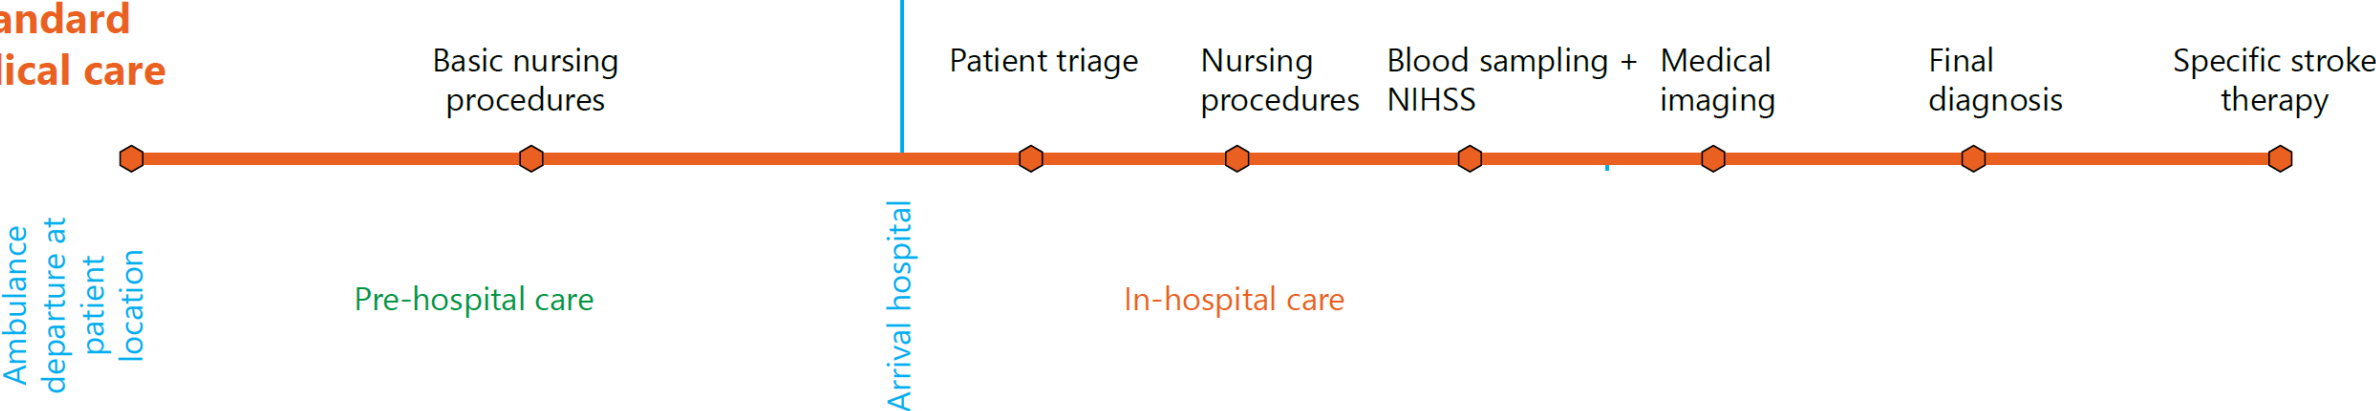 andard
lical care
Basic nursing
procedures
Patient triage
Nursing
procedures
Blood sampling +
NIHSS
Medical
imaging
Final
diagnosis
Specific stroke
therapy
Ambulance
departure at
patient
location
Pre-hospital care
Arrival hospital
In-hospital care